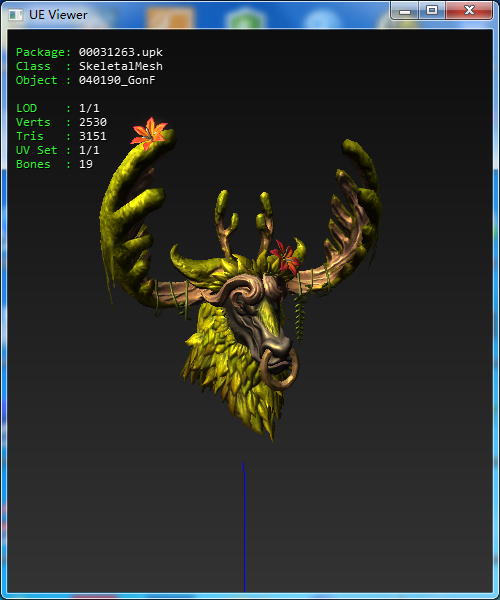 UE Viewer
Package: 00031263.upk
Class : SkeletalMesh
Object : 040190_GonF
LOD : 1/1
Verts : 2530
Tris : 3151
UV Set : 1/1
Bones : 19